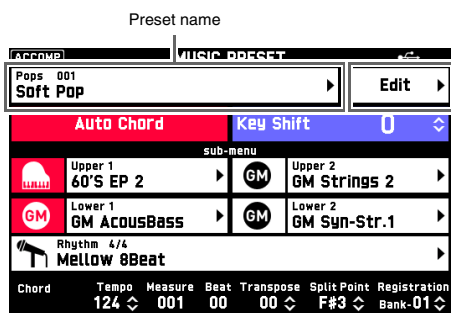 Preset name
ACCOMP MUSIC PRESET
Pops 001
Soft Pop
Edit
Auto Chord Key Shift 0
sub-menu
Upper 1 Upper 2
60'S EP 2 GM GM Strings 2
Lower 1 Lower 2
GM GM AcousBass GM GM Syn-Str.1
Rhythm 4/4
Mellow 8Beat
Chord Tempo Measure Beat Transpose Split Point Registration
124 001 00 00 F#3 Bank-01